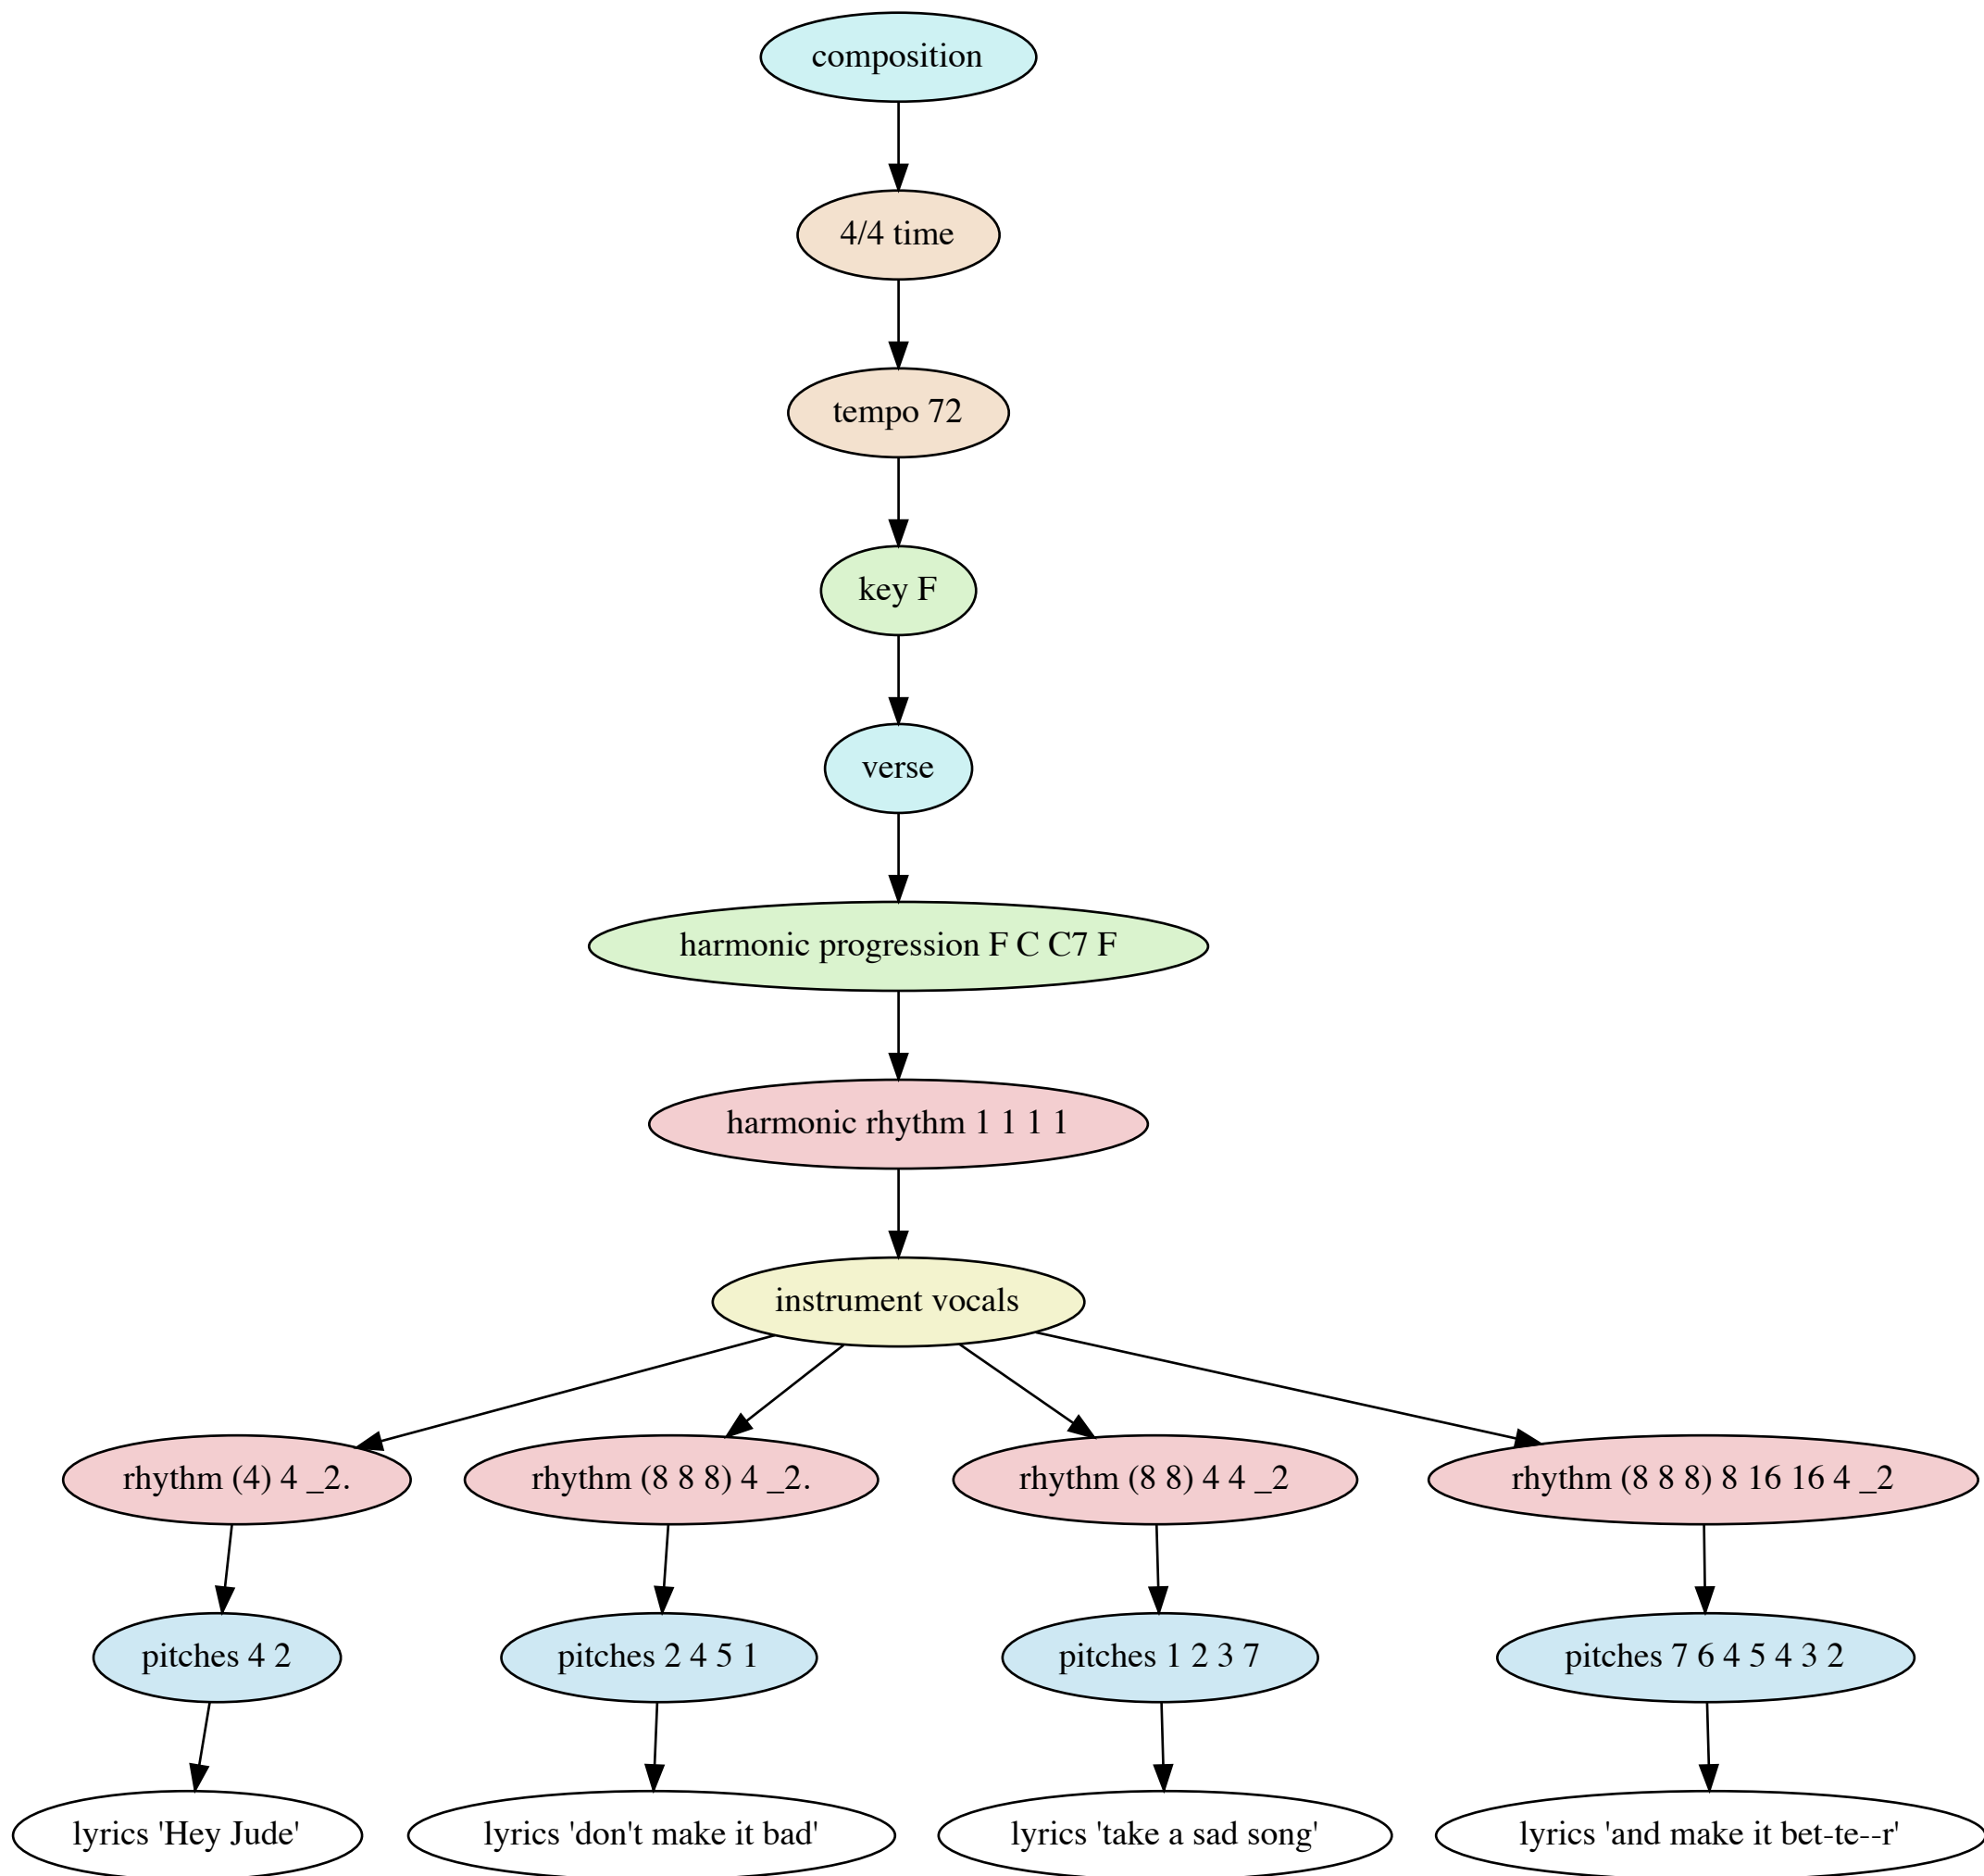 composition
4/4 time
tempo 72
key F
verse
harmonic progression F C C7 F
harmonic rhythm 1 1 1 1
instrument vocals
rhythm (4) 4 _2.
rhythm (8 8 8) 4 _2.
rhythm (8 8) 4 4 _2
rhythm (8 8 8) 8 16 16 4 _2
pitches 4 2
pitches 2 4 5 1
pitches 1 2 3 7
pitches 7 6 4 5 4 3 2
lyrics 'Hey Jude'
lyrics 'don't make it bad'
lyrics 'take a sad song'
lyrics 'and make it bet-te--r'